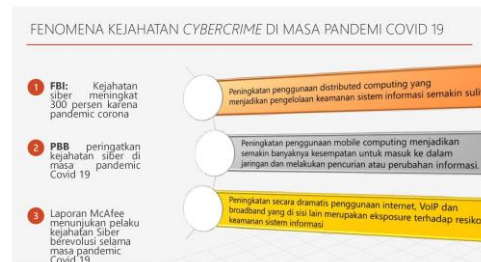 FENOMENA KEJAHATAN CYBERCRIME DI MASA PANDEMI COVID 19
1 FBI: Kejahatan
siber meningkat
300 persen karena
pandemic corona
2 PBB peringatkan
kejahatan siber di
masa pandemic
Covid 19
3 Laporan McAfee
menunjukan pelaku
kejahatan Siber
berevolusi selama
masa pandemic
Covid 19
Peningkatan penggunaan distributed computing yang
menjadikan pengelolaan keamanan sistem informasi semakin suli
Peningkatan penggunaan mobile computing menjadikan
semakin banyaknya kesempatan untuk masuk ke dalam
jaringan dan melakukan pencurian atau perubahan informasi.
Peningkatan secara dramatis penggunaan internet, VoIP dan
broadband yang di sisi lain merupakan eksposure terhadap resiko
keamanan sistem informasi